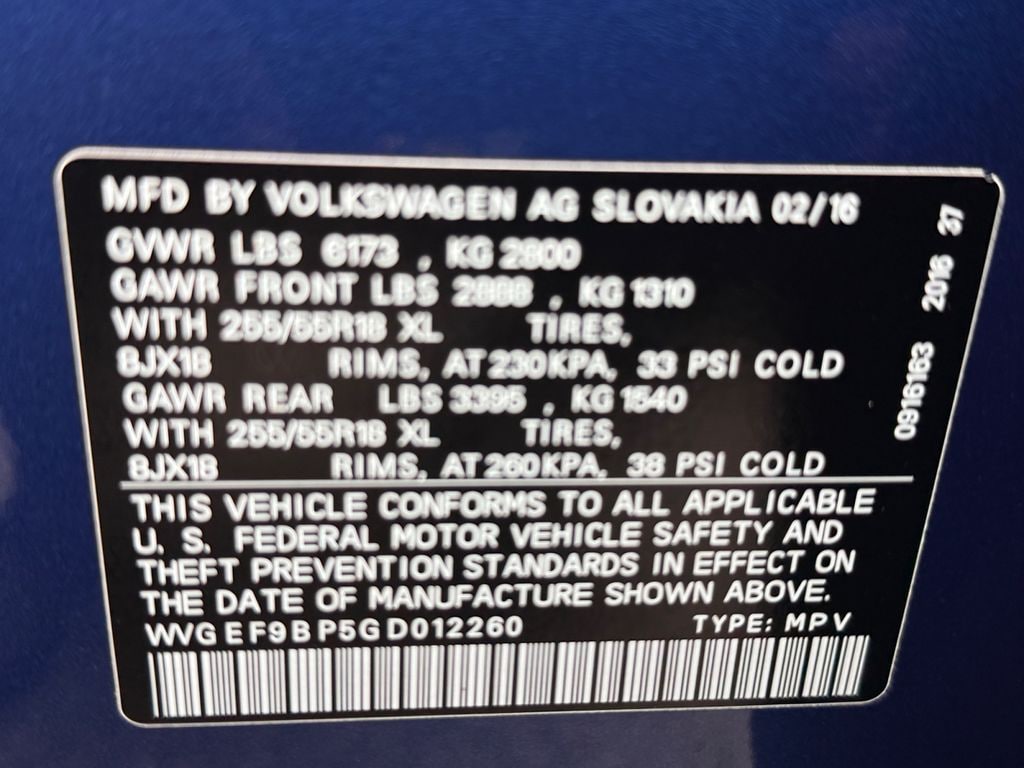 MFD BY VOLKSWAGEN AG SLOVAKIA 02/16
GVWR LBS 6173 , KG 2800
GAWR FRONT LBS 2888 , KG 1310
WITH 255/55R18 XL TIRES,
8JX18 RIMS, AT 230KPA, 33 PSI COLD
GAWR REAR LBS 3395 , KG 1540
WITH 255/55R18 XL TIRES,
8JX18 RIMS, AT 260KPA, 38 PSI COLD
THIS VEHICLE CONFORMS TO ALL APPLICABLE
U. S. FEDERAL MOTOR VEHICLE SAFETY AND
THEFT PREVENTION STANDARDS IN EFFECT ON
THE DATE OF MANUFACTURE SHOWN ABOVE.
WVGEF9BP5GD012260 TYPE: MPV
0916163 2016 37